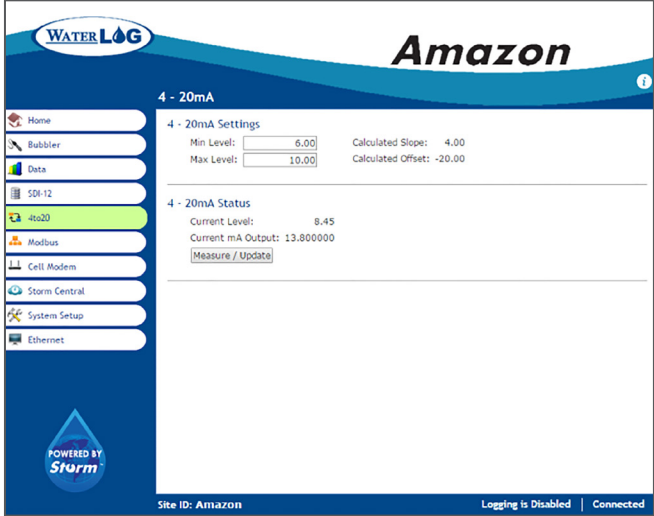 WATERLOG
Amazon
i
4 - 20mA
Home
Bubbler
Data
SDI-12
4to20
Modbus
Cell Modem
Storm Central
System Setup
Ethernet
4 - 20mA Settings
Min Level: 6.00 Calculated Slope: 4.00
Max Level: 10.00 Calculated Offset: -20.00
4 - 20mA Status
Current Level: 8.45
Current mA Output: 13.800000
Measure / Update
POWERED BY
Storm
Site ID: Amazon Logging is Disabled | Connected